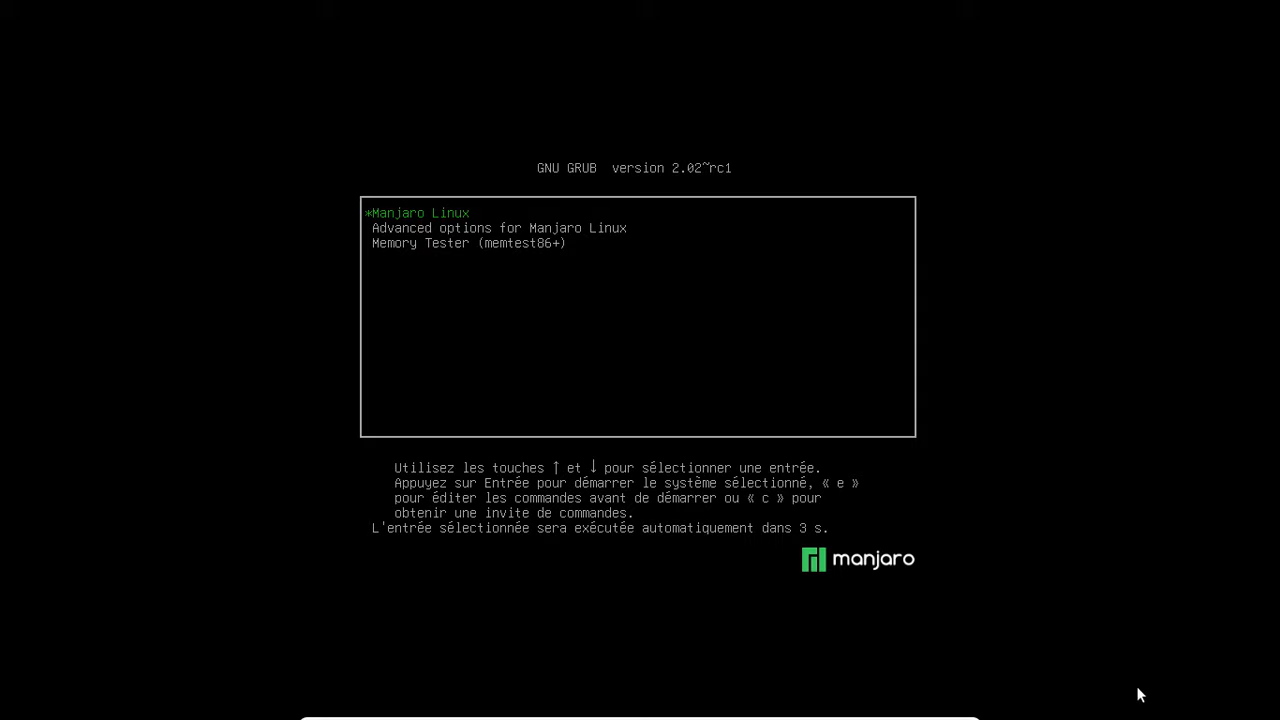 GNU GRUB  version 2.02~rc1
*Manjaro Linux
Advanced options for Manjaro Linux
Memory Tester (memtest86+)
Utilisez les touches ↑ et ↓ pour sélectionner une entrée.
Appuyez sur Entrée pour démarrer le système sélectionné, « e »
pour éditer les commandes avant de démarrer ou « c » pour
obtenir une invite de commandes.
L'entrée sélectionnée sera exécutée automatiquement dans 3 s.
manjaro